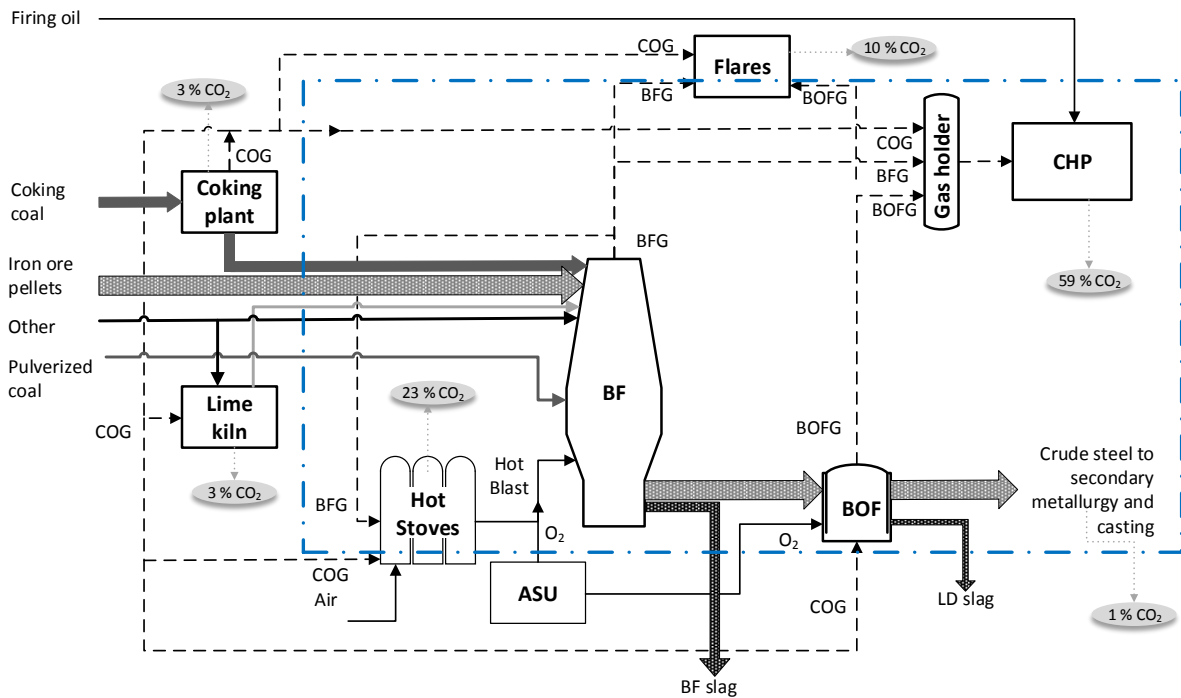 Firing oil
COG
Flares
10 % CO₂
3 % CO₂
BFG
BOFG
COG
COG
Coking
plant
Gas holder
CHP
BFG
BOFG
Coking
coal
BFG
Iron ore
pellets
59 % CO₂
Other
Pulverized
coal
BF
23 % CO₂
Lime
kiln
COG
BOFG
3 % CO₂
Hot
Blast
Crude steel to
secondary
metallurgy and
casting
BFG
Hot
Stoves
BOF
O₂
O₂
COG
Air
ASU
COG
LD slag
1 % CO₂
BF slag